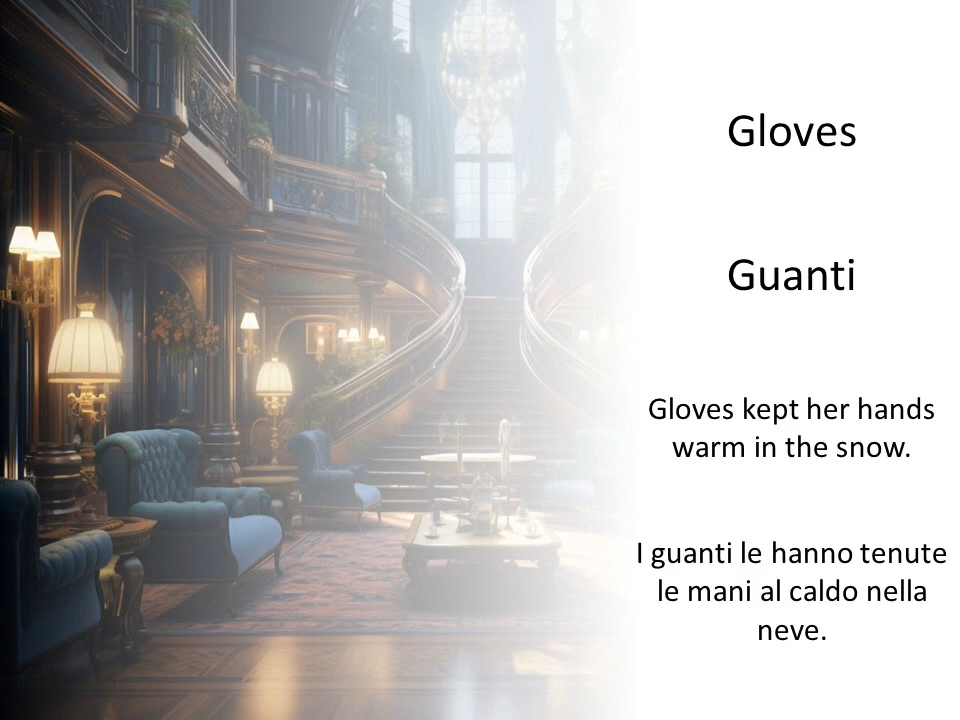 Gloves
Guanti
Gloves kept her hands
warm in the snow.
I guanti le hanno tenute
le mani al caldo nella
neve.